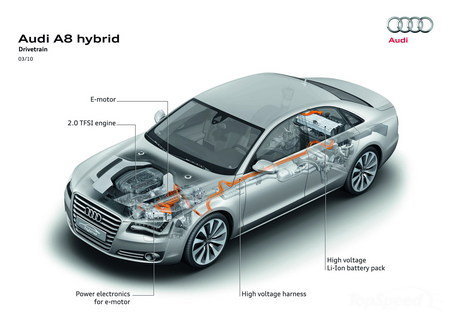 Audi A8 hybrid
Drivetrain
03/10
Audi
E-motor
2.0 TFSI engine
High voltage
Li-Ion battery pack
Power electronics
for e-motor
High voltage harness
TopSpeed